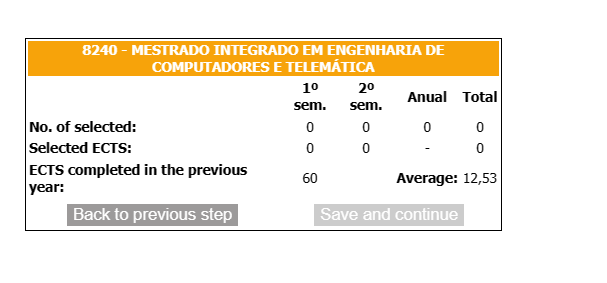 8240 - MESTRADO INTEGRADO EM ENGENHARIA DE
COMPUTADORES E TELEMÁTICA
1º sem. 2º sem. Anual Total
No. of selected: 0 0 0 0
Selected ECTS: 0 0 - 0
ECTS completed in the previous year: 60 Average: 12,53
Back to previous step Save and continue